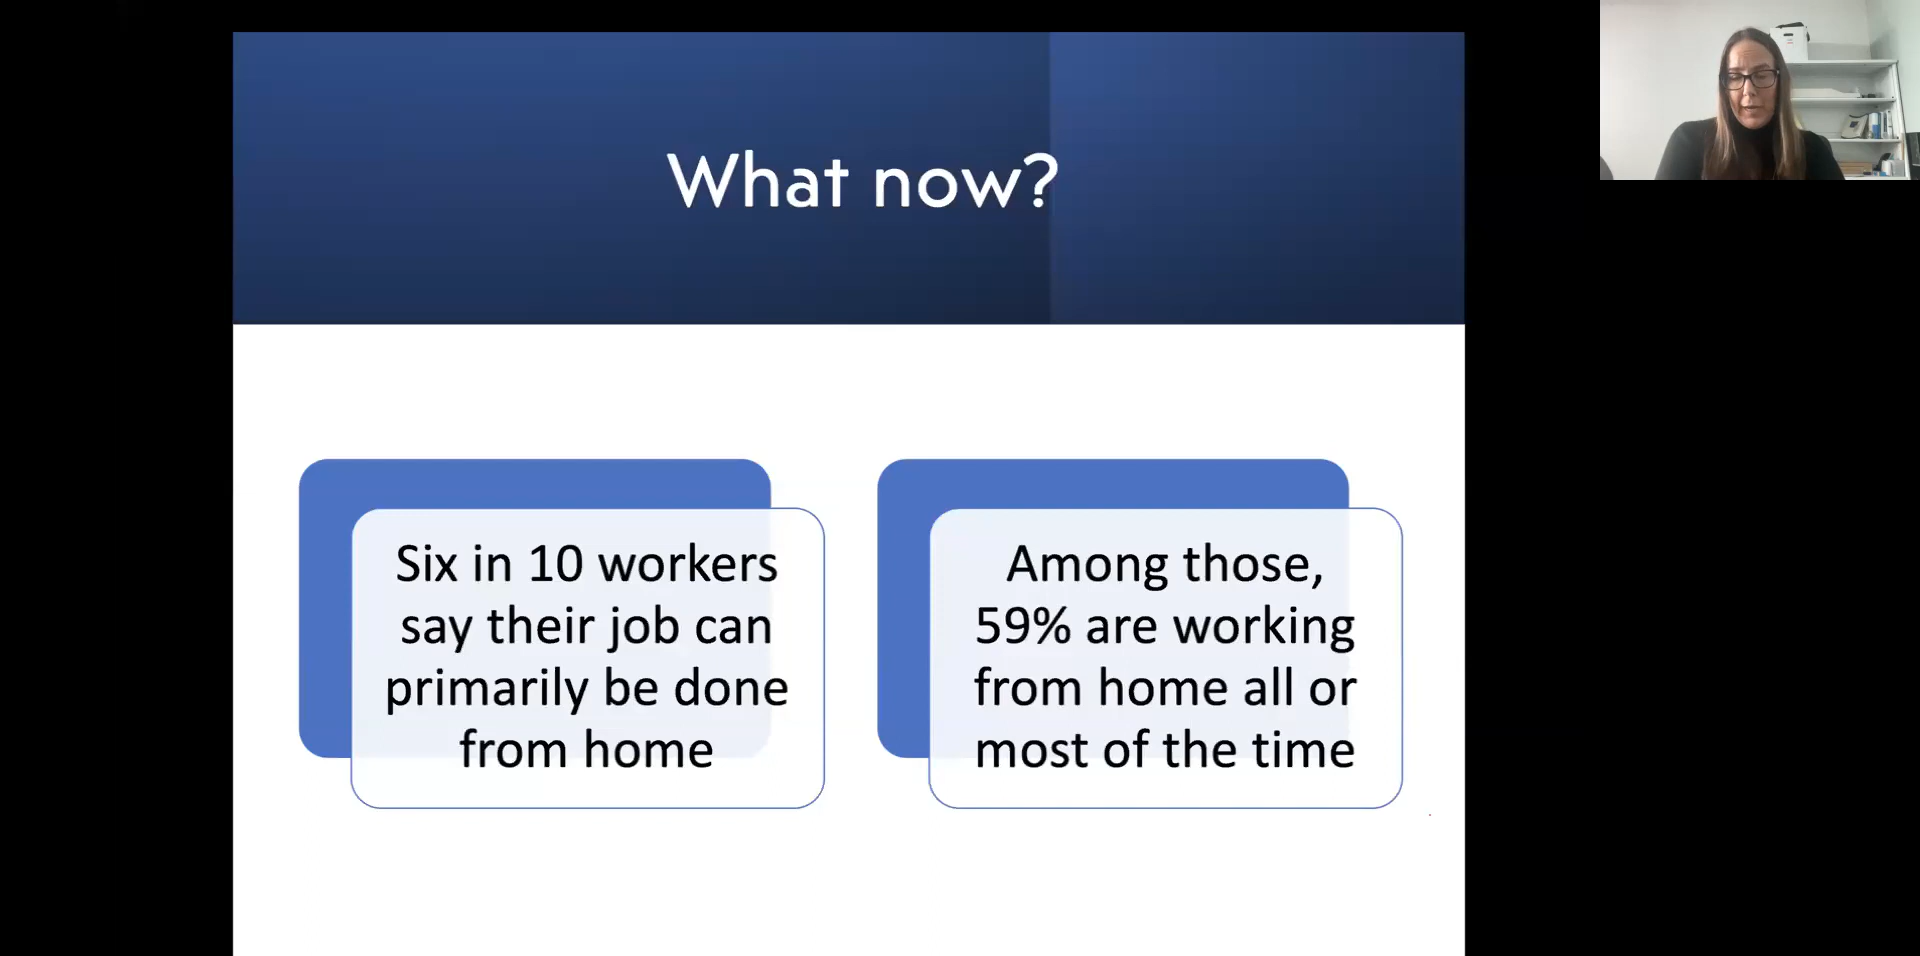 What now?
Six in 10 workers
say their job can
primarily be done
from home
Among those,
59% are working
from home all or
most of the time